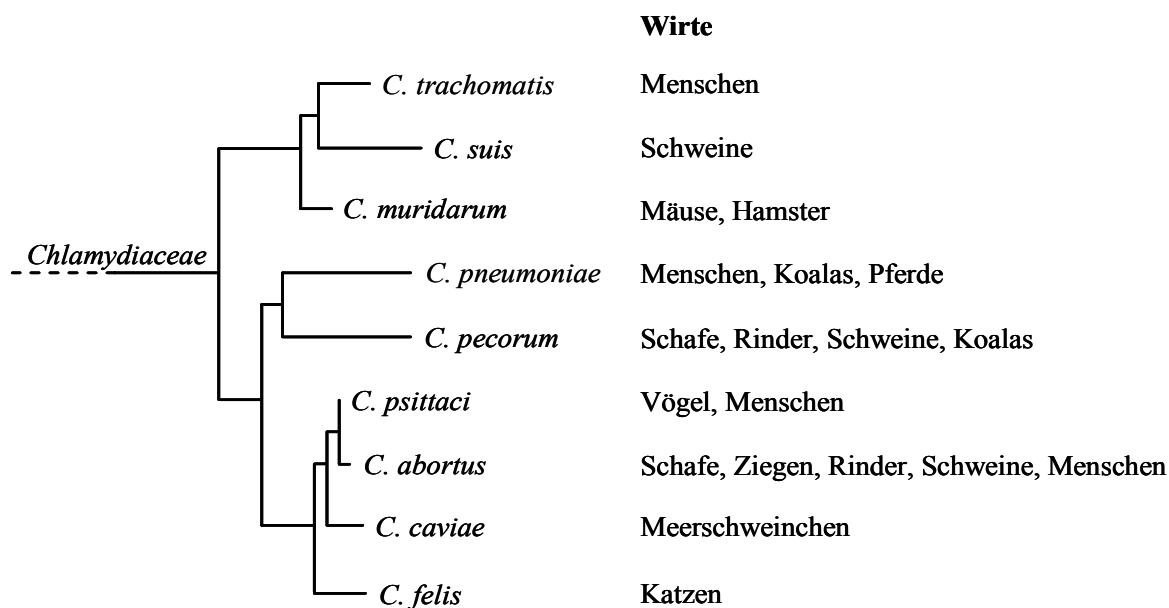 Wirte
C. trachomatis Menschen
C. suis Schweine
C. muridarum Mäuse, Hamster
Chlamydiaceae
C. pneumoniae Menschen, Koalas, Pferde
C. pecorum Schafe, Rinder, Schweine, Koalas
C. psittaci Vögel, Menschen
C. abortus Schafe, Ziegen, Rinder, Schweine, Menschen
C. caviae Meerschweinchen
C. felis Katzen